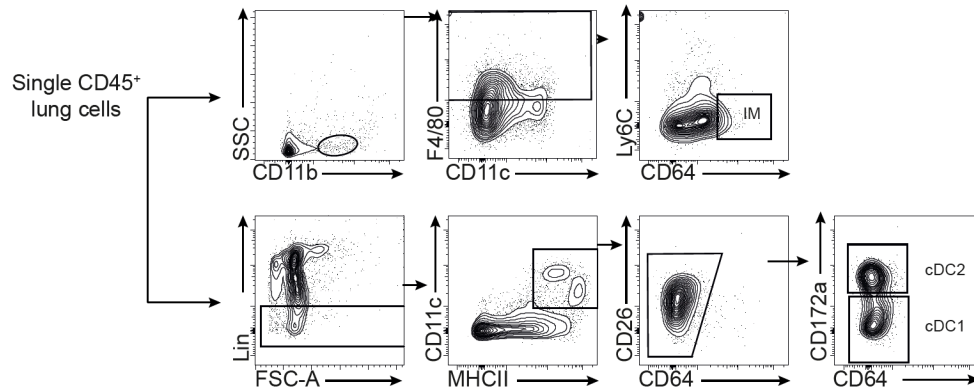 Single CD45⁺
lung cells
SSC
CD11b
F4/80
CD11c
Ly6C
IM
CD64
Lin
FSC-A
CD11c
MHCII
CD26
CD64
CD172a
cDC2
cDC1
CD64